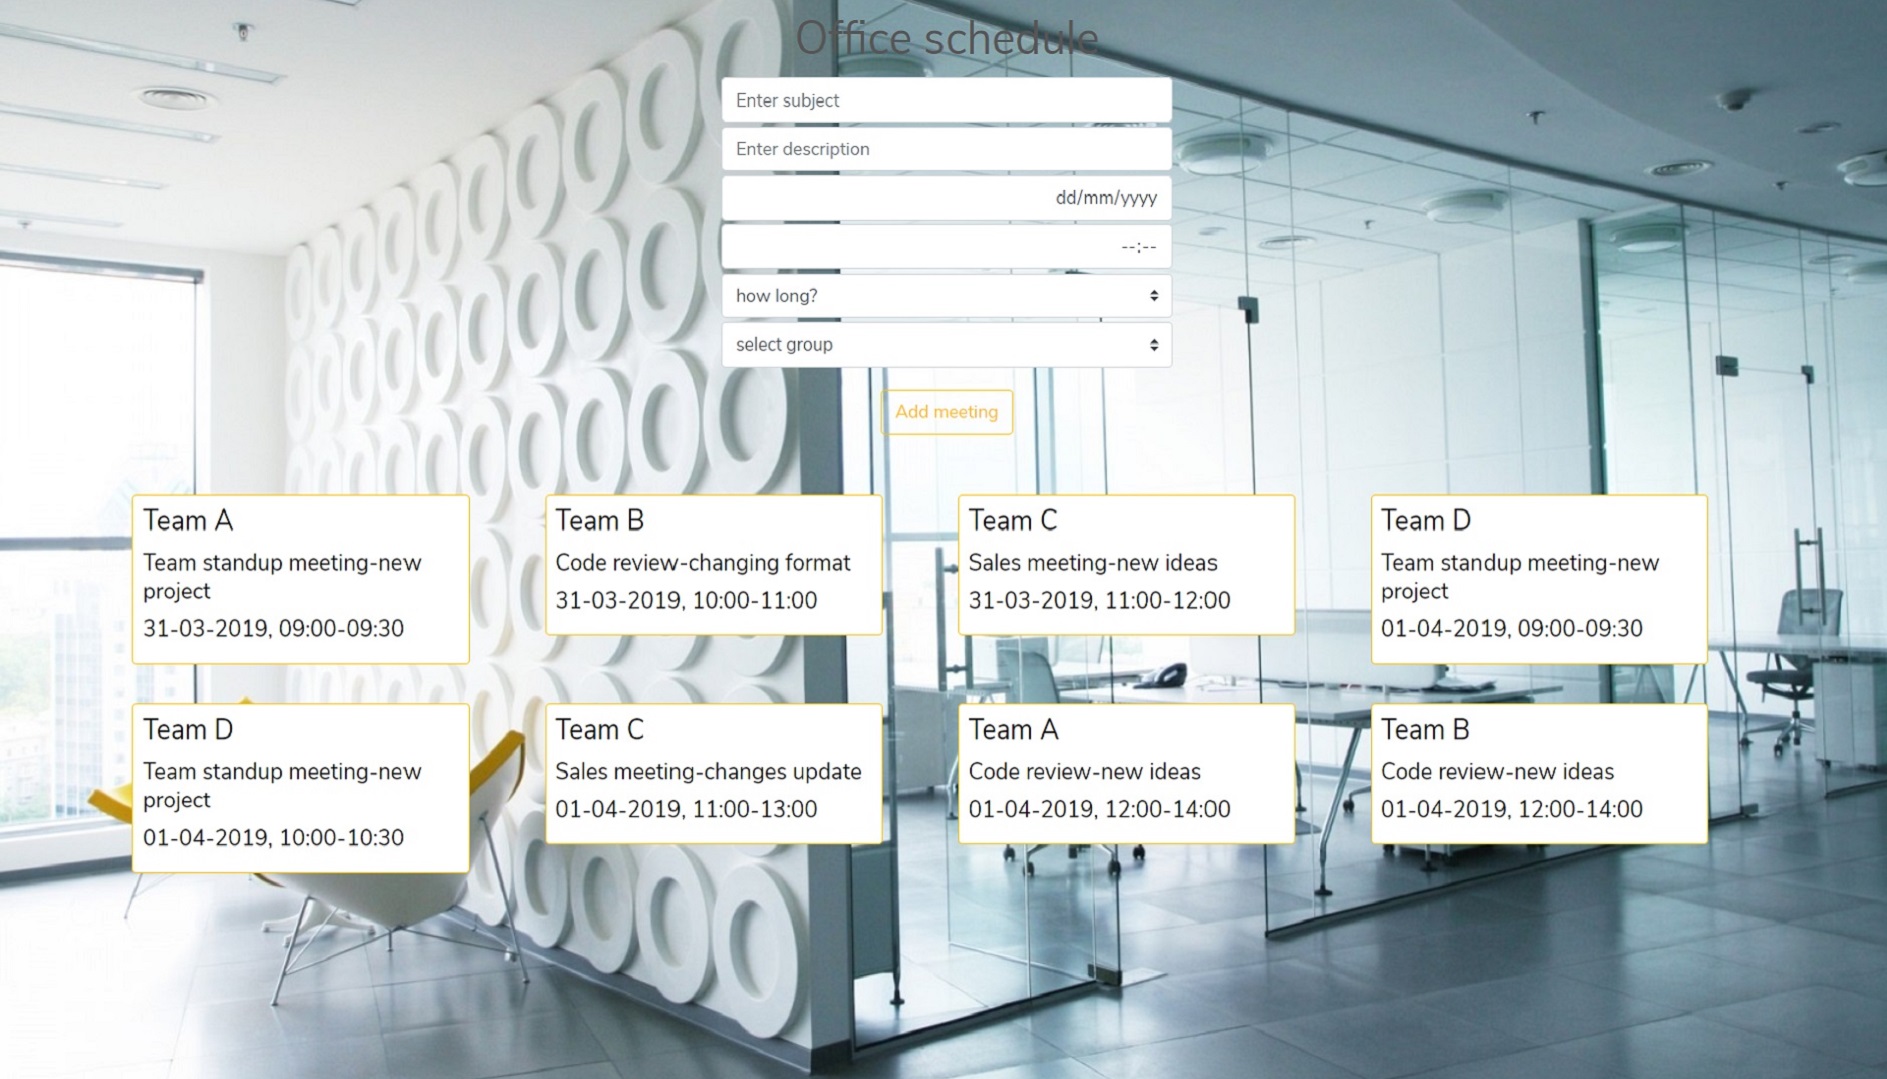 Office schedule
Enter subject
Enter description
dd/mm/yyyy
--:--
how long?
select group
Add meeting
Team A
Team standup meeting-new
project
31-03-2019, 09:00-09:30
Team B
Code review-changing format
31-03-2019, 10:00-11:00
Team C
Sales meeting-new ideas
31-03-2019, 11:00-12:00
Team D
Team standup meeting-new
project
01-04-2019, 09:00-09:30
Team D
Team standup meeting-new
project
01-04-2019, 10:00-10:30
Team C
Sales meeting-changes update
01-04-2019, 11:00-13:00
Team A
Code review-new ideas
01-04-2019, 12:00-14:00
Team B
Code review-new ideas
01-04-2019, 12:00-14:00